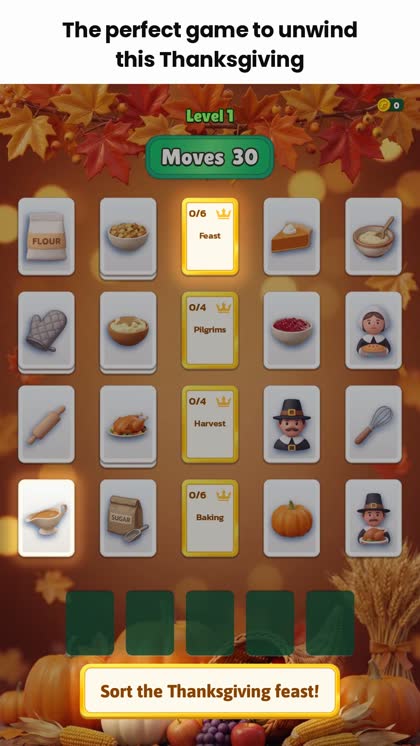 The perfect game to unwind
this Thanksgiving
Level 1
0
Moves 30
0/6
Feast
FLOUR
0/4
Pilgrims
0/4
Harvest
0/6
Baking
SUGAR
Sort the Thanksgiving feast!